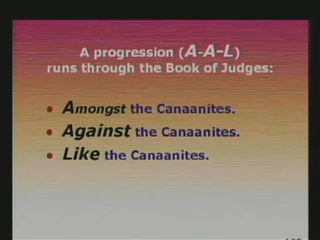 A progression (A-A-L)
runs through the Book of Judges:
• Amongst the Canaanites.
• Against the Canaanites.
• Like the Canaanites.